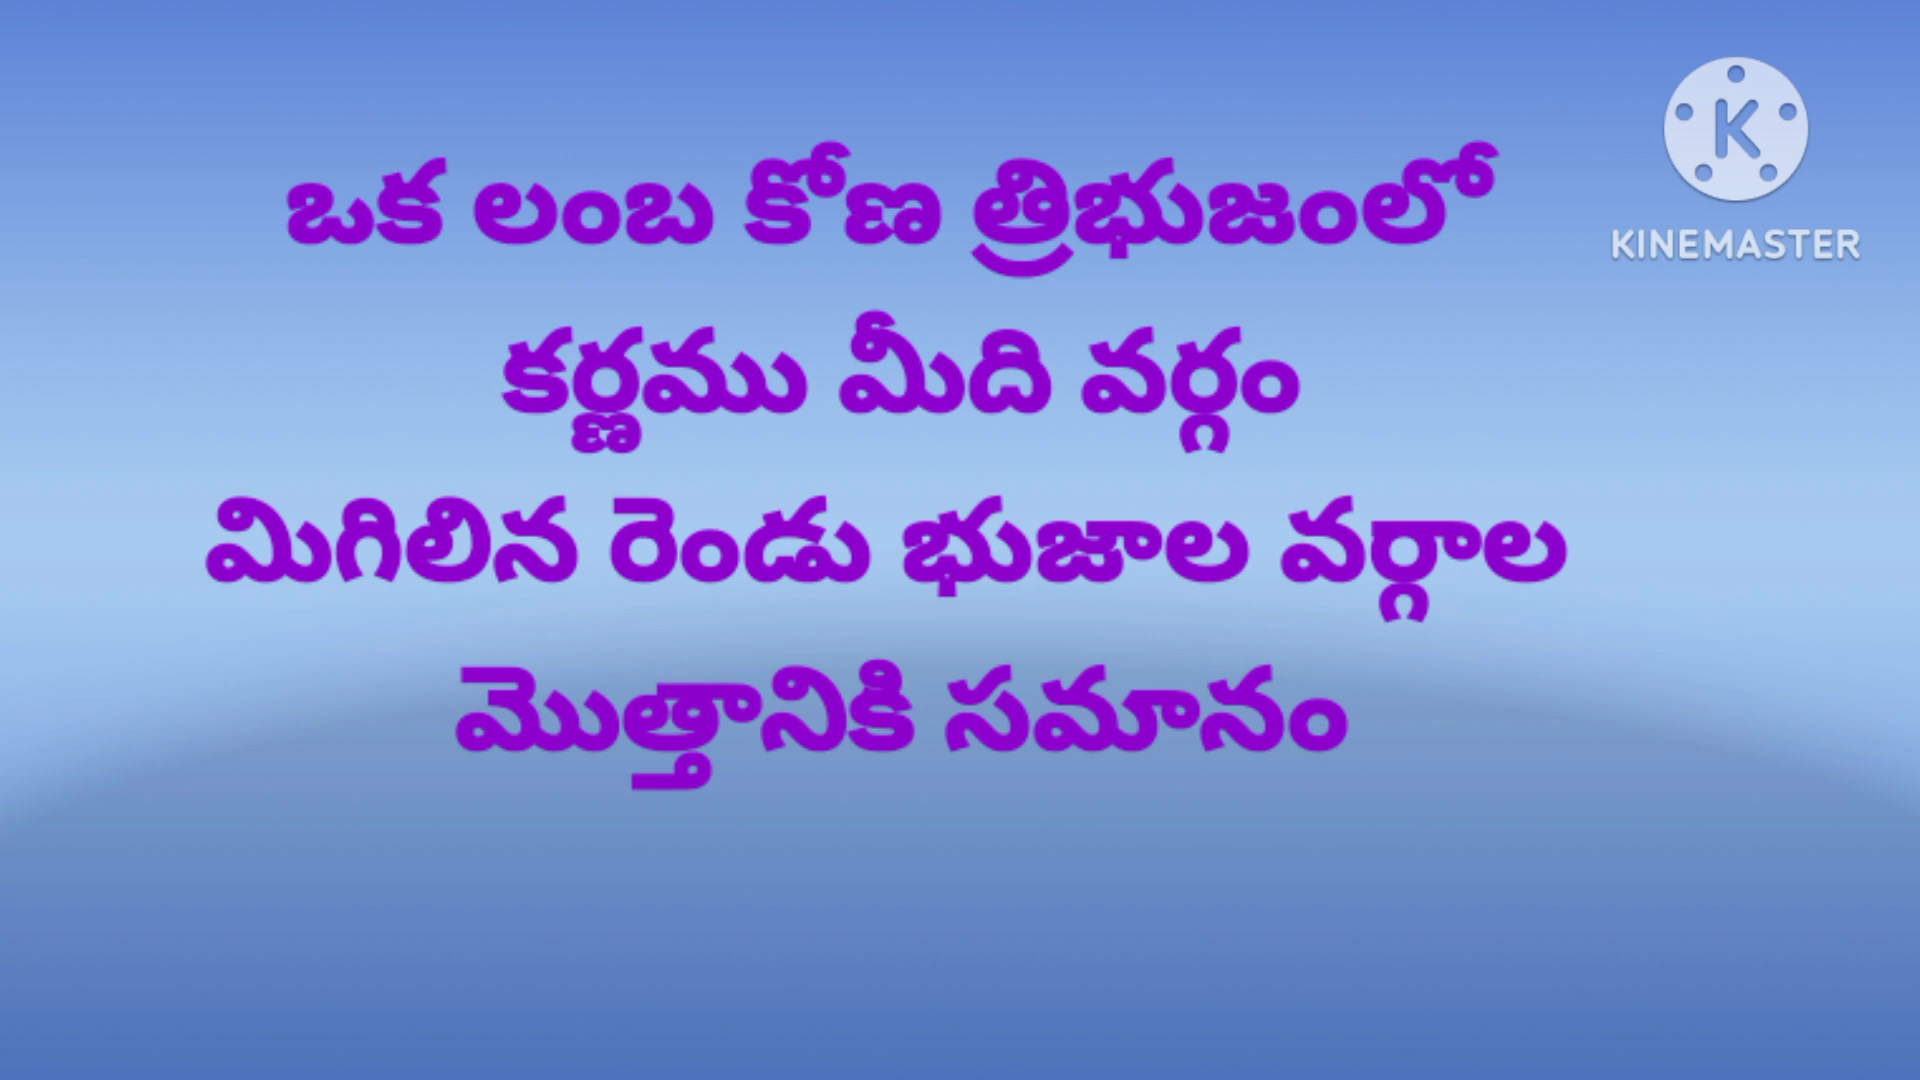 ఒక లంబ కోణ త్రిభుజంలో
కర్ణము మీది వర్గం
మిగిలిన రెండు భుజాల వర్గాల
మొత్తానికి సమానం
K
KINEMASTER